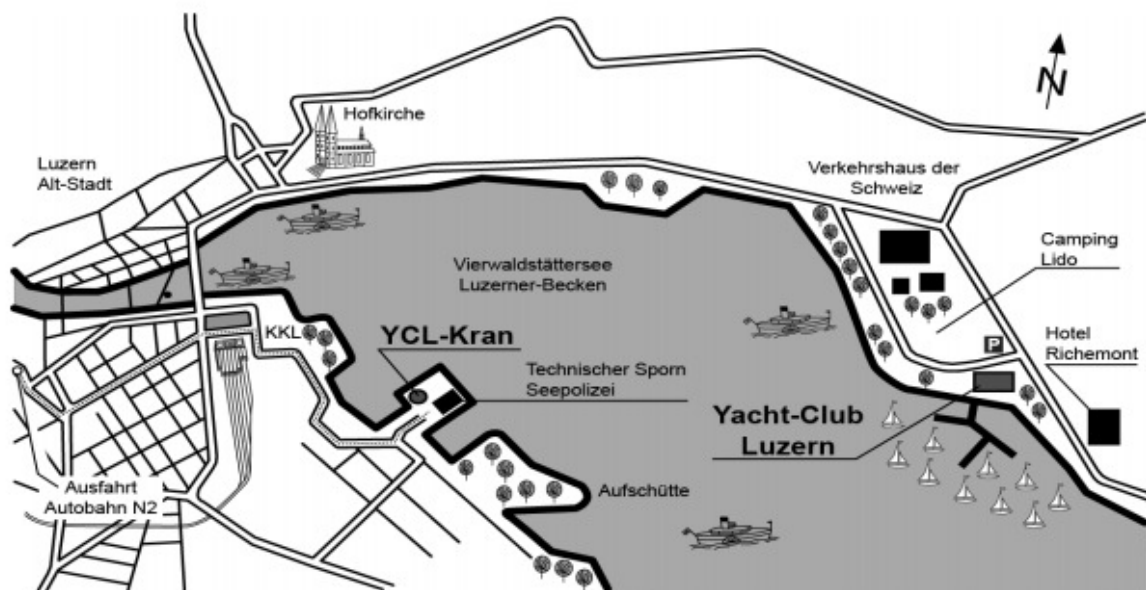 Hofkirche
N
Luzern
Alt-Stadt
Verkehrshaus der
Schweiz
Camping
Lido
Vierwaldstättersee
Luzerner-Becken
KKL
YCL-Kran
Technischer Sporn
Seepolizei
P
Hotel
Richemont
Yacht-Club
Luzern
Ausfahrt
Autobahn N2
Aufschütte